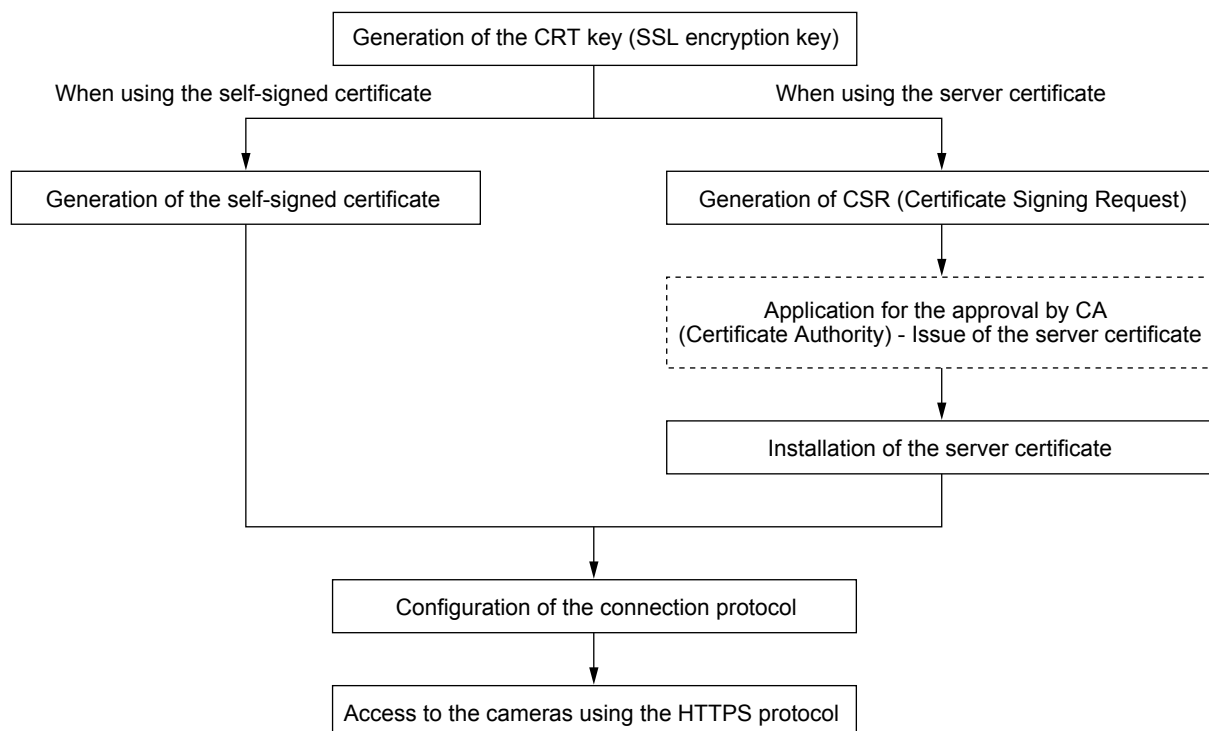 Generation of the CRT key (SSL encryption key)
When using the self-signed certificate
When using the server certificate
Generation of the self-signed certificate
Generation of CSR (Certificate Signing Request)
Application for the approval by CA
(Certificate Authority) - Issue of the server certificate
Installation of the server certificate
Configuration of the connection protocol
Access to the cameras using the HTTPS protocol